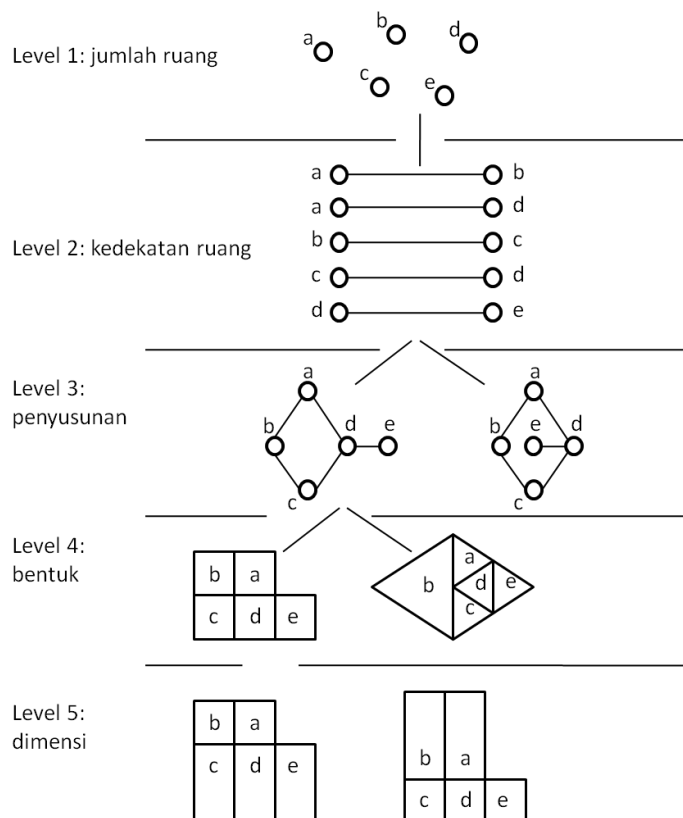 Level 1: jumlah ruang
a b d
c e
Level 2: kedekatan ruang
a b
a d
b c
c d
d e
Level 3:
penyusunan
a
b d e
c
a
b e d
c
Level 4:
bentuk
b a
c d e
a
b d e
c
Level 5:
dimensi
b a
c d e
b a
c d e